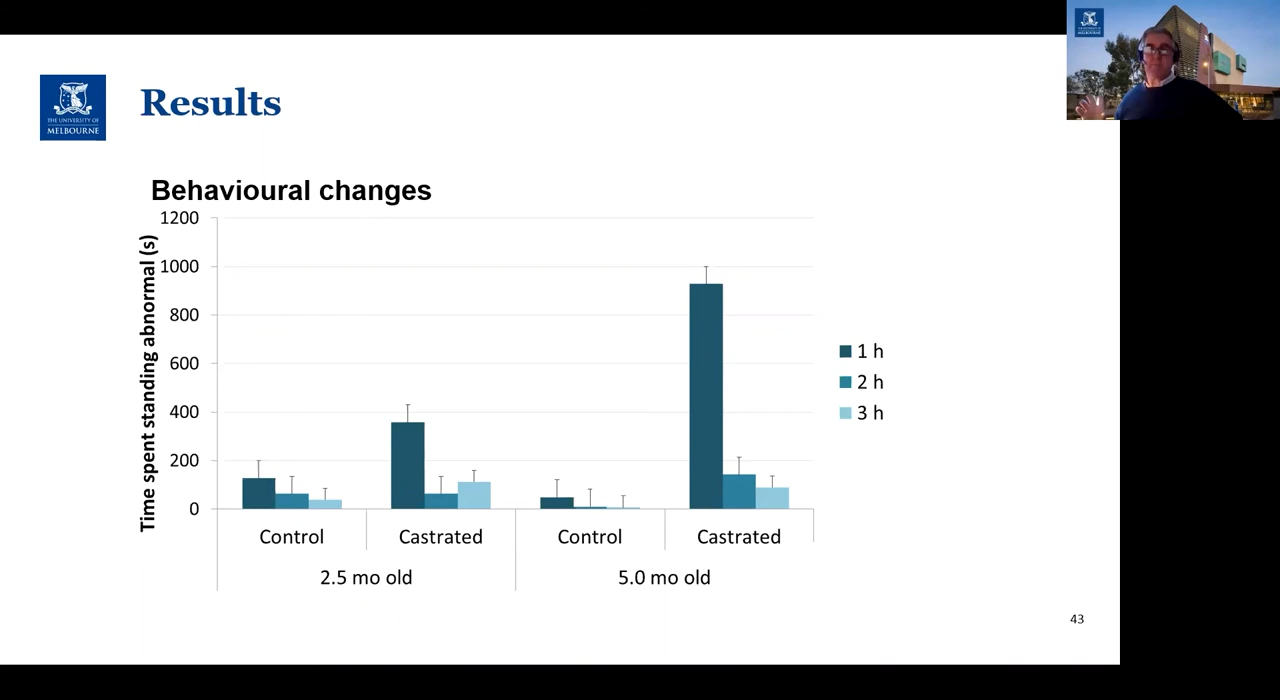 THE UNIVERSITY OF
MELBOURNE
Results
Behavioural changes
Time spent standing abnormal (s)
1200
1000
800
600
400
200
0
1 h
2 h
3 h
Control
Castrated
Control
Castrated
2.5 mo old
5.0 mo old
43
MELBOURNE